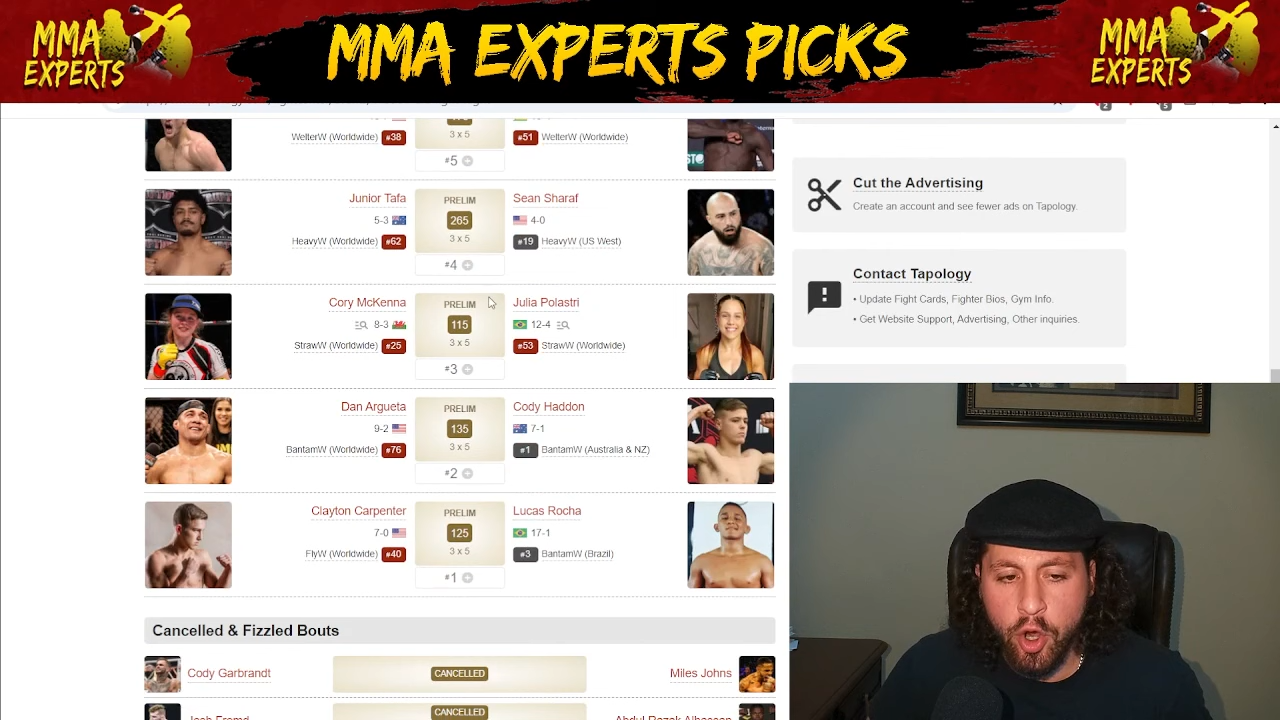 MMA
EXPERTS
MMA EXPERTS PICKS
MMA
EXPERTS
2
5
WelterW (Worldwide) #38
3 x 5
#51 WelterW (Worldwide)
#5
Junior Tafa
PRELIM
Sean Sharaf
5-3
265
4-0
HeavyW (Worldwide) #62
3 x 5
#19 HeavyW (US West)
#4
Cory McKenna
PRELIM
Julia Polastri
8-3
115
12-4
StrawW (Worldwide) #25
3 x 5
#53 StrawW (Worldwide)
#3
Dan Argueta
PRELIM
Cody Haddon
9-2
135
7-1
BantamW (Worldwide) #76
3 x 5
#1 BantamW (Australia & NZ)
#2
Clayton Carpenter
PRELIM
Lucas Rocha
7-0
125
17-1
FlyW (Worldwide) #40
3 x 5
#3 BantamW (Brazil)
#1
Cancelled & Fizzled Bouts
Cody Garbrandt
CANCELLED
Miles Johns
CANCELLED
Cut the Advertising
Create an account and see fewer ads on Tapology.
Contact Tapology
• Update Fight Cards, Fighter Bios, Gym Info.
• Get Website Support, Advertising, Other inquiries.